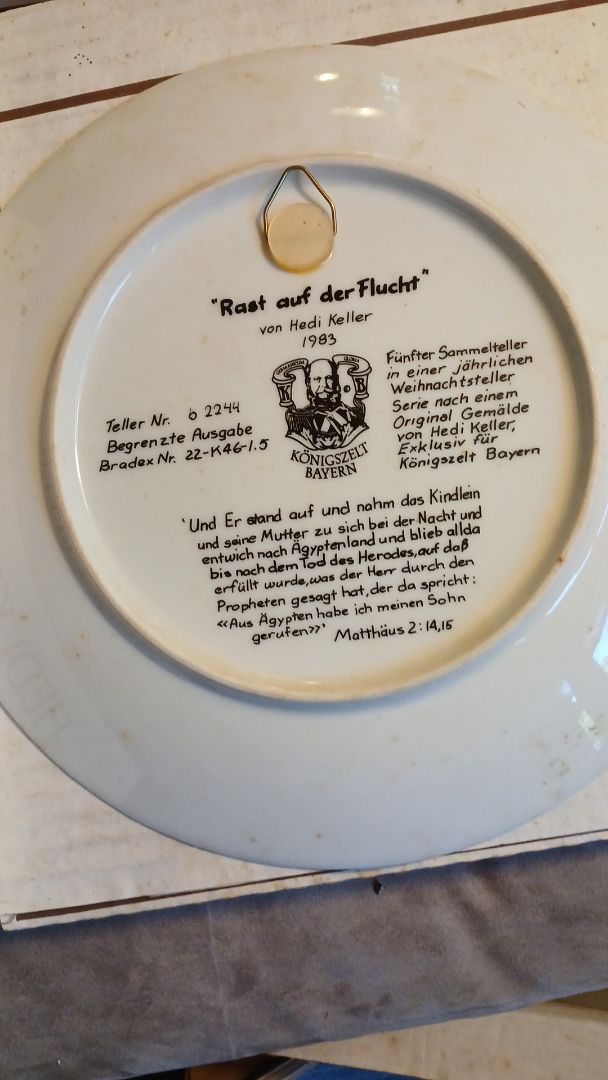 "Rast auf der Flucht"
von Hedi Keller
1983
Teller Nr. b 2244
Begrenzte Ausgabe
Bradex Nr. 22-K46-1.5
K B
KÖNIGSZELT
BAYERN
Fünfter Sammelteller
in einer jährlichen
Weihnachtsteller
Serie nach einem
Original Gemälde
von Hedi Keller,
Exklusiv für
Königszelt Bayern
'Und Er stand auf und nahm das Kindlein
und seine Mutter zu sich bei der Nacht und
entwich nach Ägyptenland und blieb allda
bis nach dem Tod des Herodes, auf daß
erfüllt wurde, was der Herr durch den
Propheten gesagt hat, der da spricht:
«Aus Ägypten habe ich meinen Sohn
gerufen»' Matthäus 2:14,15